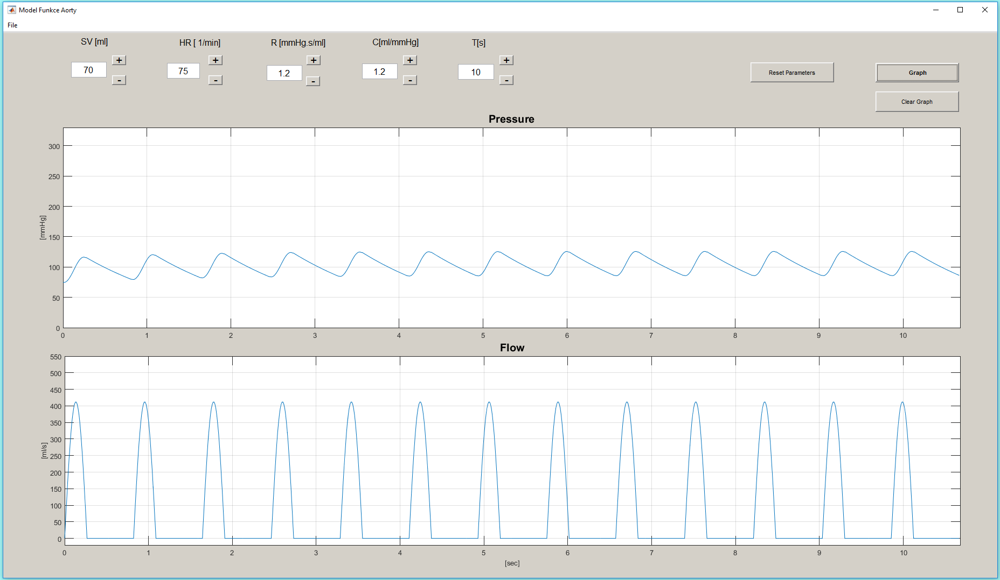 Model Funkce Aorty
File
SV [ml] HR [ 1/min] R [mmHg.s/ml] C[ml/mmHg] T[s]
+ + + + +
70 75 1.2 1.2 10
- - - - -
Reset Parameters Graph
Clear Graph
Pressure
300
250
200
150
100
50
0
[mmHg]
0 1 2 3 4 5 6 7 8 9 10
Flow
550
500
450
400
350
300
250
200
150
100
50
0
[ml/s]
0 1 2 3 4 5 6 7 8 9 10
[sec]